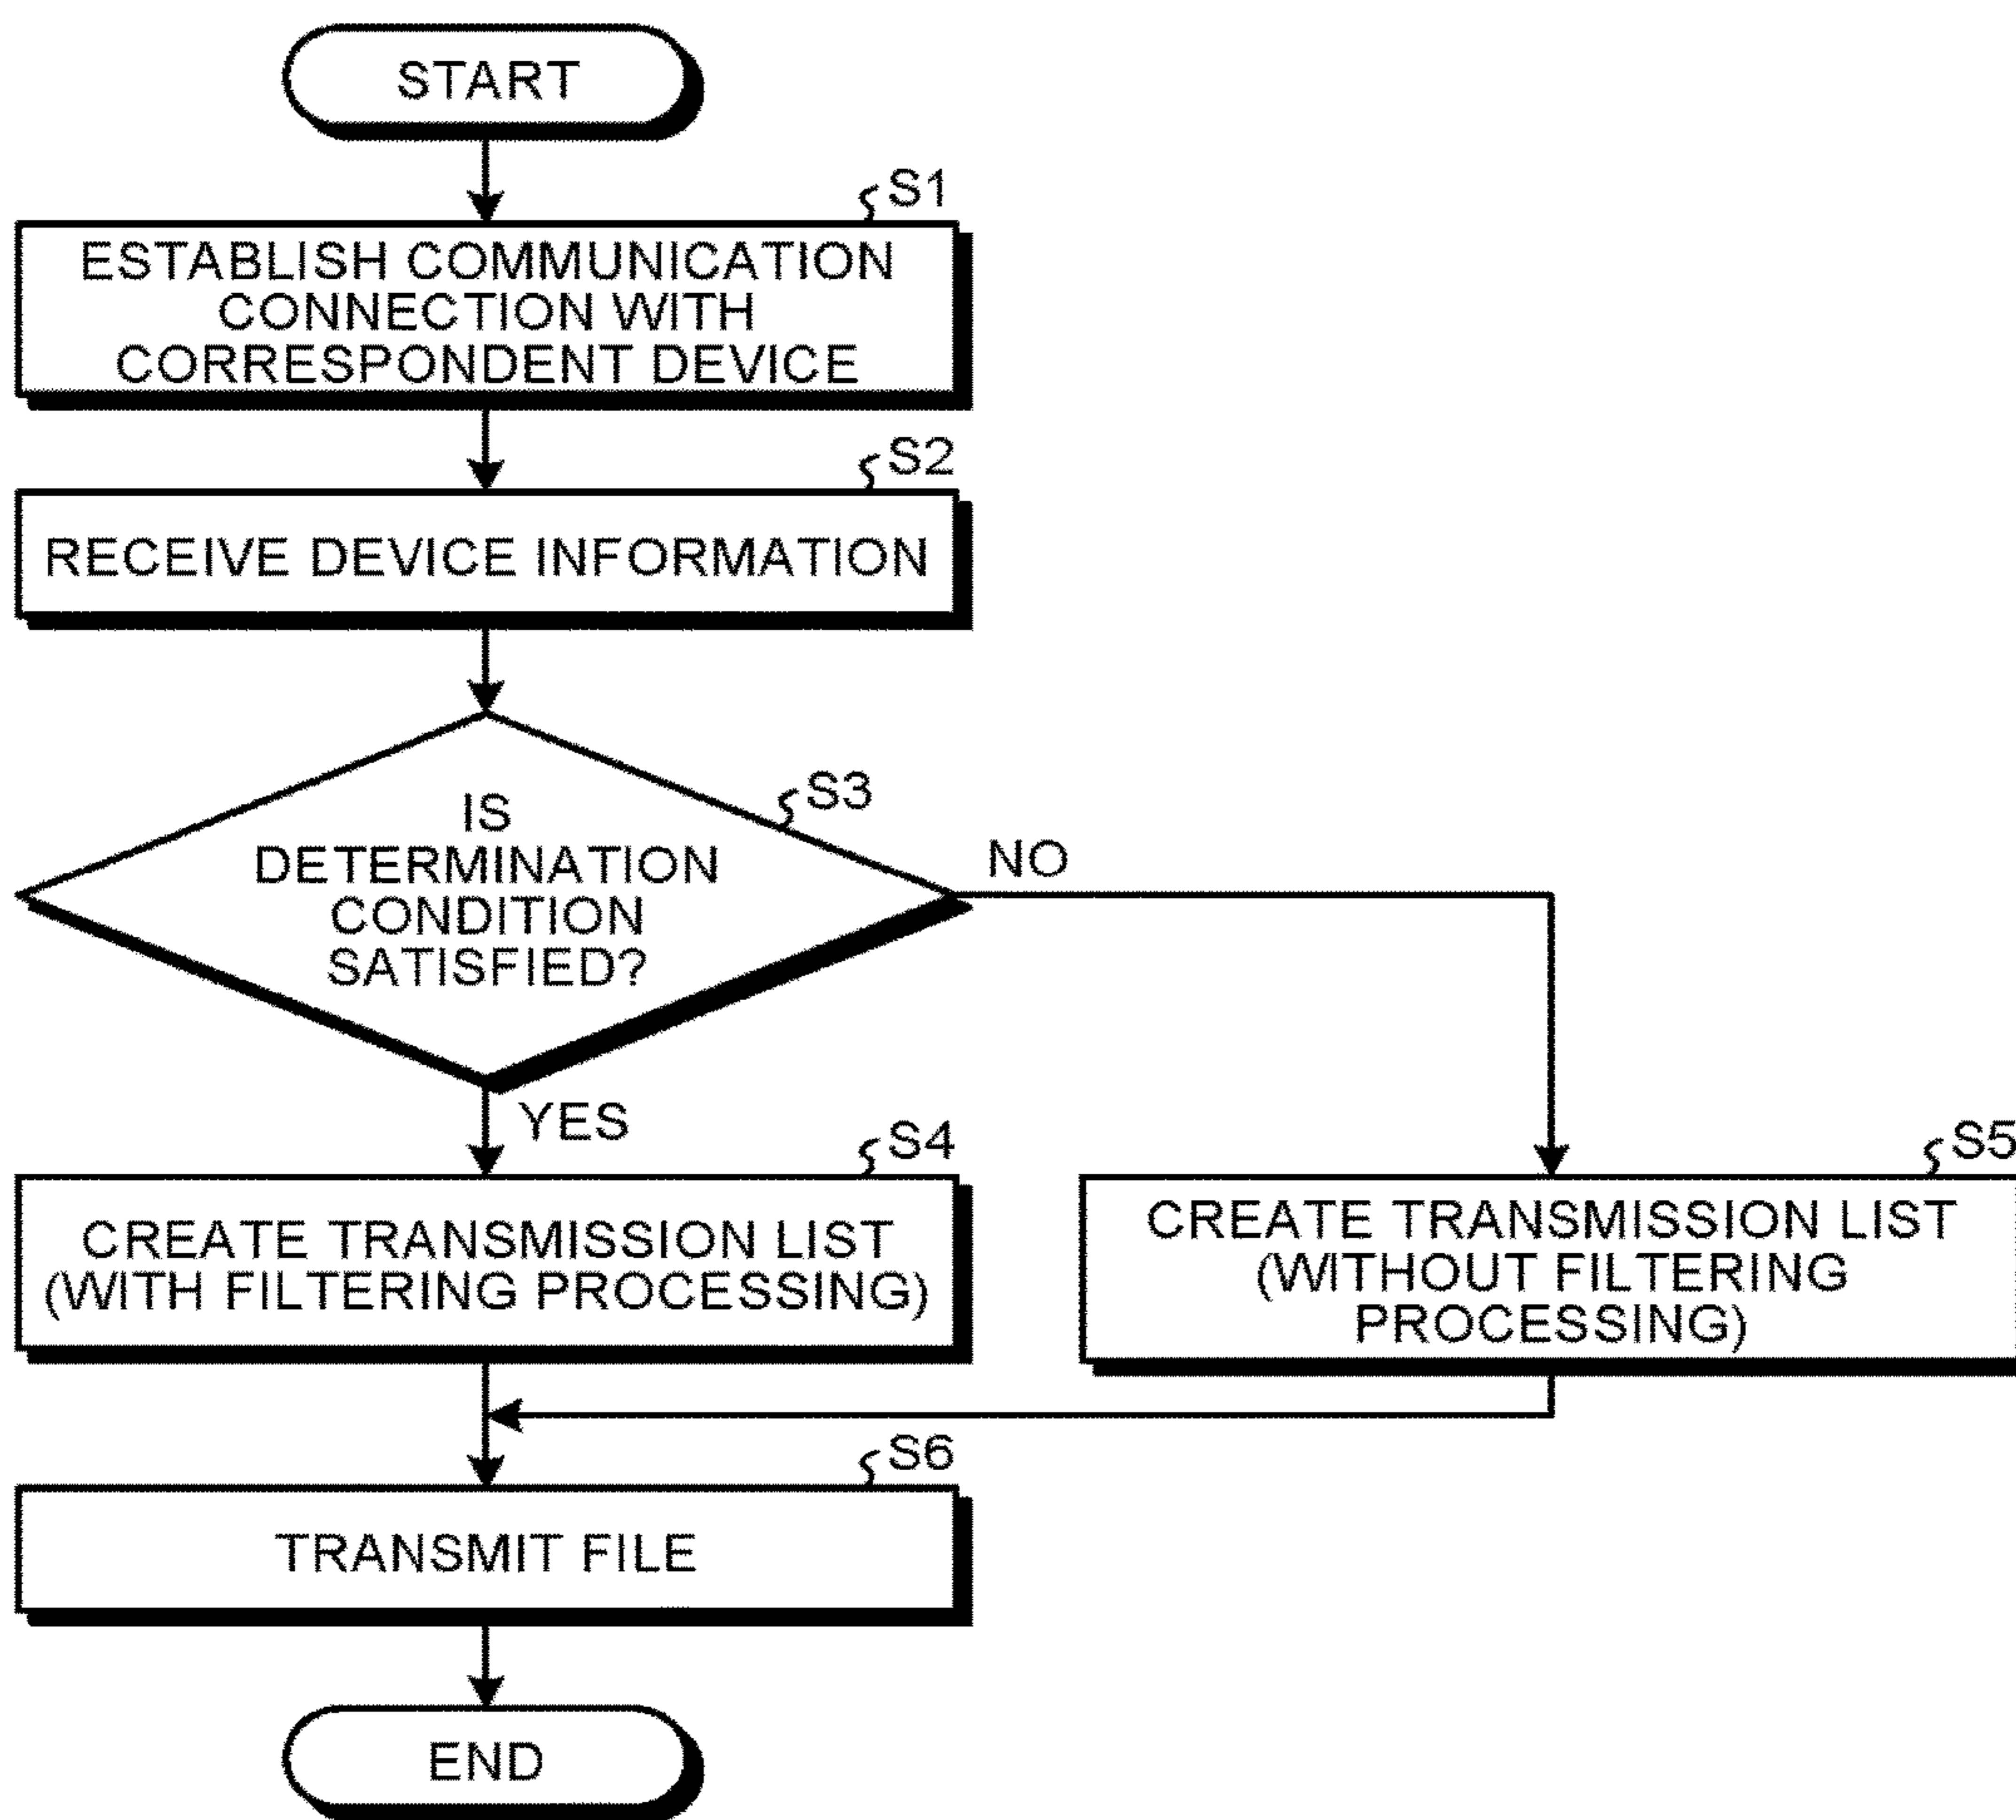 START
S1
ESTABLISH COMMUNICATION
CONNECTION WITH
CORRESPONDENT DEVICE
S2
RECEIVE DEVICE INFORMATION
S3
IS
DETERMINATION
CONDITION
SATISFIED?
NO
YES
S4
CREATE TRANSMISSION LIST
(WITH FILTERING PROCESSING)
S5
CREATE TRANSMISSION LIST
(WITHOUT FILTERING
PROCESSING)
S6
TRANSMIT FILE
END